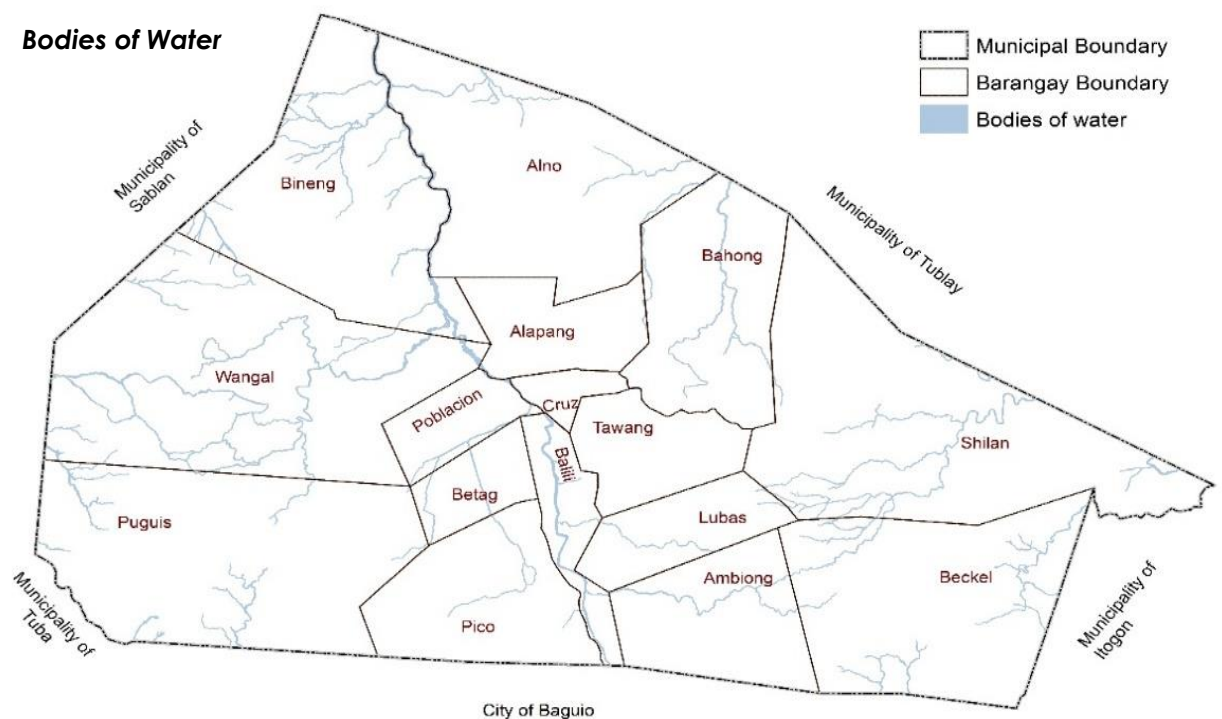 Bodies of Water
Municipal Boundary
Barangay Boundary
Bodies of water
Municipality of
Sablan
Alno
Bineng
Municipality of Tublay
Bahong
Alapang
Wangal
Poblacion
Cruz
Tawang
Shilan
Balili
Betag
Lubas
Puguis
Ambiong
Beckel
Municipality of
Tuba
Pico
Municipality of
Itogon
City of Baguio